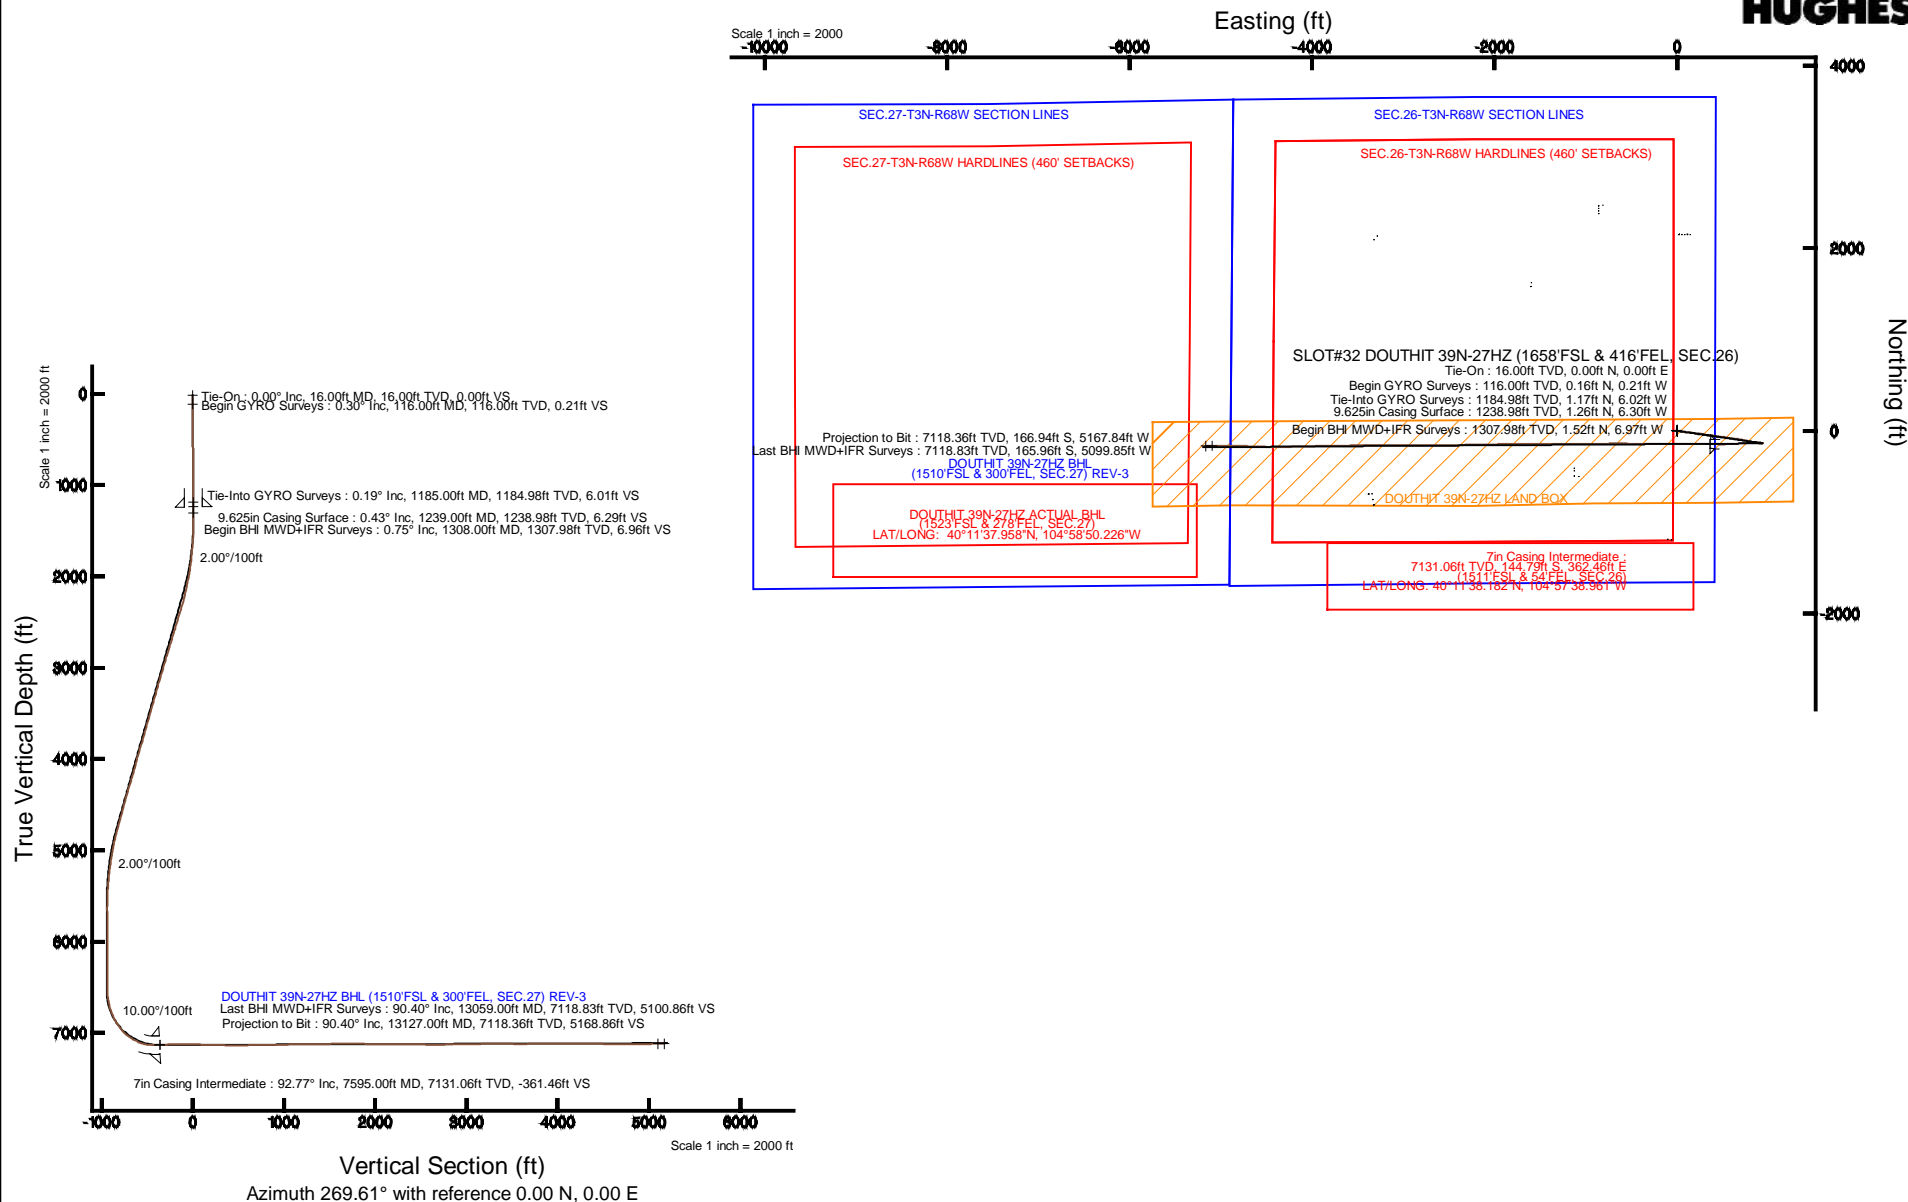 HUGHES
Easting (ft)
Scale 1 inch = 2000
-10000 -8000 -6000 -4000 -2000 0
4000
2000
0
-2000
Northing (ft)
SEC.27-T3N-R68W SECTION LINES
SEC.26-T3N-R68W SECTION LINES
SEC.27-T3N-R68W HARDLINES (460' SETBACKS)
SEC.26-T3N-R68W HARDLINES (460' SETBACKS)
SLOT#32 DOUTHIT 39N-27HZ (1658'FSL & 416'FEL, SEC.26)
Tie-On : 16.00ft TVD, 0.00ft N, 0.00ft E
Begin GYRO Surveys : 116.00ft TVD, 0.16ft N, 0.21ft W
Tie-Into GYRO Surveys : 1184.98ft TVD, 1.17ft N, 6.02ft W
9.625in Casing Surface : 1238.98ft TVD, 1.26ft N, 6.30ft W
Begin BHI MWD+IFR Surveys : 1307.98ft TVD, 1.52ft N, 6.97ft W
Projection to Bit : 7118.36ft TVD, 166.94ft S, 5167.84ft W
Last BHI MWD+IFR Surveys : 7118.83ft TVD, 165.96ft S, 5099.85ft W
DOUTHIT 39N-27HZ BHL
(1510'FSL & 300'FEL, SEC.27) REV-3
DOUTHIT 39N-27HZ LAND BOX
DOUTHIT 39N-27HZ ACTUAL BHL
(1523'FSL & 278'FEL, SEC.27)
LAT/LONG: 40°11'37.958"N, 104°58'50.226"W
7in Casing Intermediate :
7131.06ft TVD, 144.79ft S, 362.46ft E
(1511'FSL & 54'FEL, SEC.26)
LAT/LONG: 40°11'38.182"N, 104°57'38.961"W
Scale 1 inch = 2000 ft
True Vertical Depth (ft)
0
1000
2000
3000
4000
5000
6000
7000
Tie-On : 0.00° Inc, 16.00ft MD, 16.00ft TVD, 0.00ft VS
Begin GYRO Surveys : 0.30° Inc, 116.00ft MD, 116.00ft TVD, 0.21ft VS
Tie-Into GYRO Surveys : 0.19° Inc, 1185.00ft MD, 1184.98ft TVD, 6.01ft VS
9.625in Casing Surface : 0.43° Inc, 1239.00ft MD, 1238.98ft TVD, 6.29ft VS
Begin BHI MWD+IFR Surveys : 0.75° Inc, 1308.00ft MD, 1307.98ft TVD, 6.96ft VS
2.00°/100ft
2.00°/100ft
10.00°/100ft
DOUTHIT 39N-27HZ BHL (1510'FSL & 300'FEL, SEC.27) REV-3
Last BHI MWD+IFR Surveys : 90.40° Inc, 13059.00ft MD, 7118.83ft TVD, 5100.86ft VS
Projection to Bit : 90.40° Inc, 13127.00ft MD, 7118.36ft TVD, 5168.86ft VS
7in Casing Intermediate : 92.77° Inc, 7595.00ft MD, 7131.06ft TVD, -361.46ft VS
-1000 0 1000 2000 3000 4000 5000 6000
Scale 1 inch = 2000 ft
Vertical Section (ft)
Azimuth 269.61° with reference 0.00 N, 0.00 E